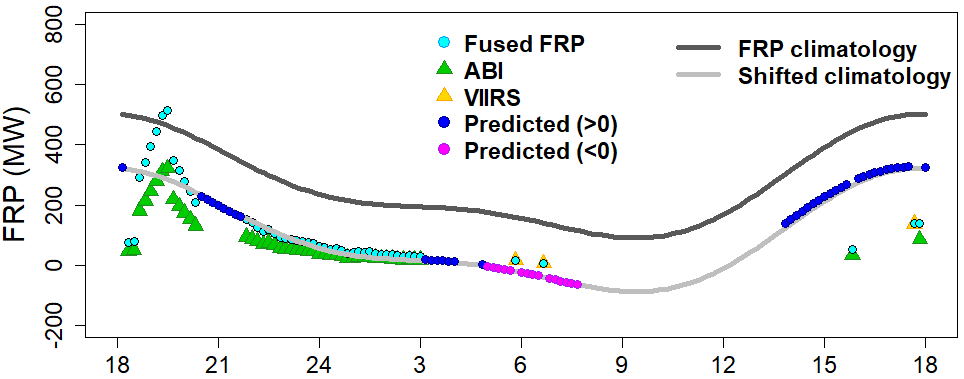 800
600
400
200
0
-200
FRP (MW)
Fused FRP
ABI
VIIRS
Predicted (>0)
Predicted (<0)
FRP climatology
Shifted climatology
18 21 24 3 6 9 12 15 18